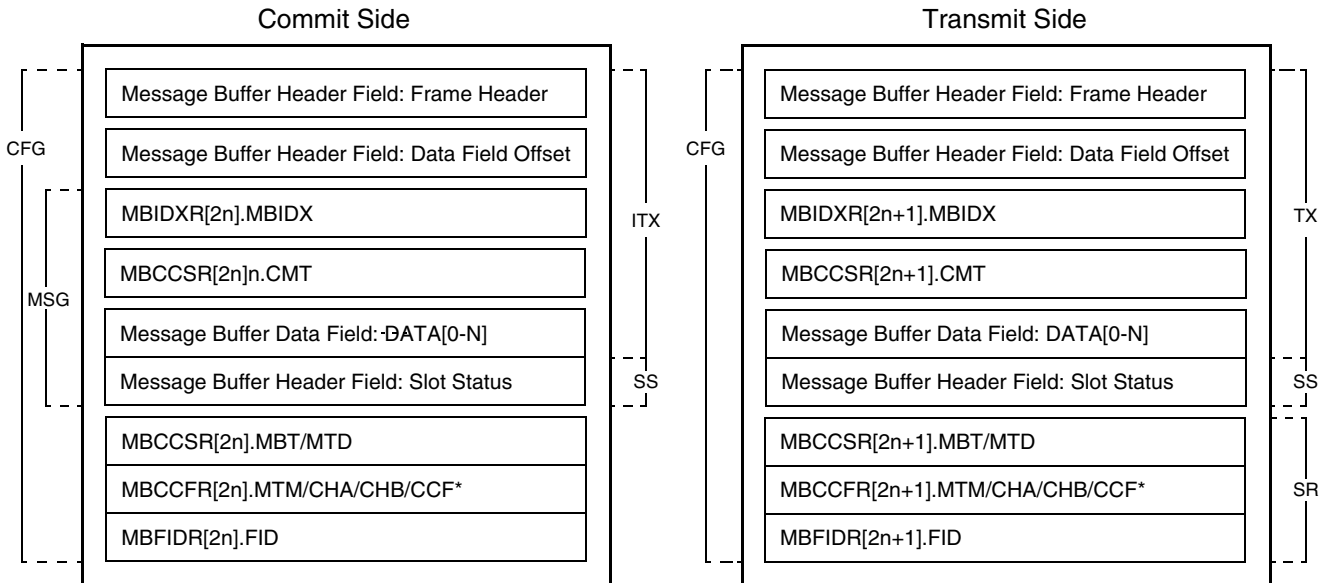 Commit Side
Message Buffer Header Field: Frame Header
Message Buffer Header Field: Data Field Offset
MBIDXR[2n].MBIDX
MBCCSR[2n]n.CMT
Message Buffer Data Field: DATA[0-N]
Message Buffer Header Field: Slot Status
MBCCSR[2n].MBT/MTD
MBCCFR[2n].MTM/CHA/CHB/CCF*
MBFIDR[2n].FID
CFG
MSG
ITX
SS
Transmit Side
Message Buffer Header Field: Frame Header
Message Buffer Header Field: Data Field Offset
MBIDXR[2n+1].MBIDX
MBCCSR[2n+1].CMT
Message Buffer Data Field: DATA[0-N]
Message Buffer Header Field: Slot Status
MBCCSR[2n+1].MBT/MTD
MBCCFR[2n+1].MTM/CHA/CHB/CCF*
MBFIDR[2n+1].FID
CFG
TX
SS
SR